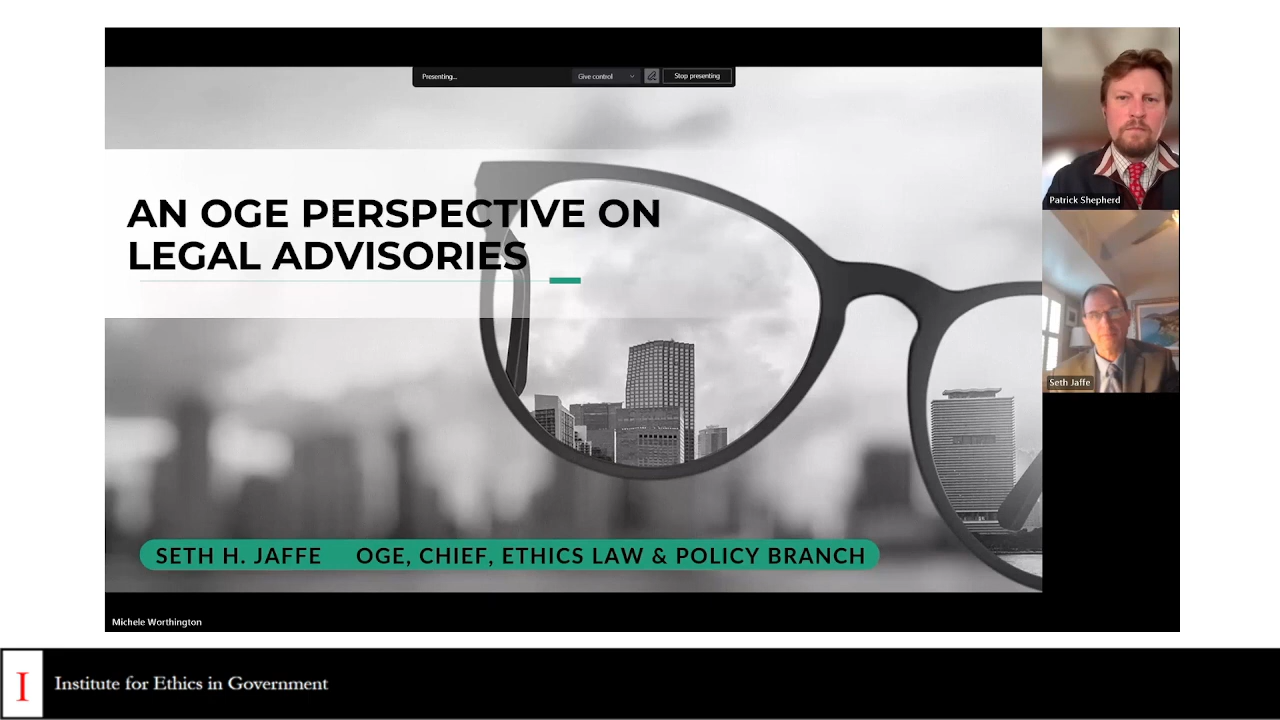 Presenting...
Give control
Stop presenting
AN OGE PERSPECTIVE ON
LEGAL ADVISORIES
SETH H. JAFFE OGE, CHIEF, ETHICS LAW & POLICY BRANCH
Patrick Shepherd
Seth Jaffe
Michele Worthington
I
Institute for Ethics in Government